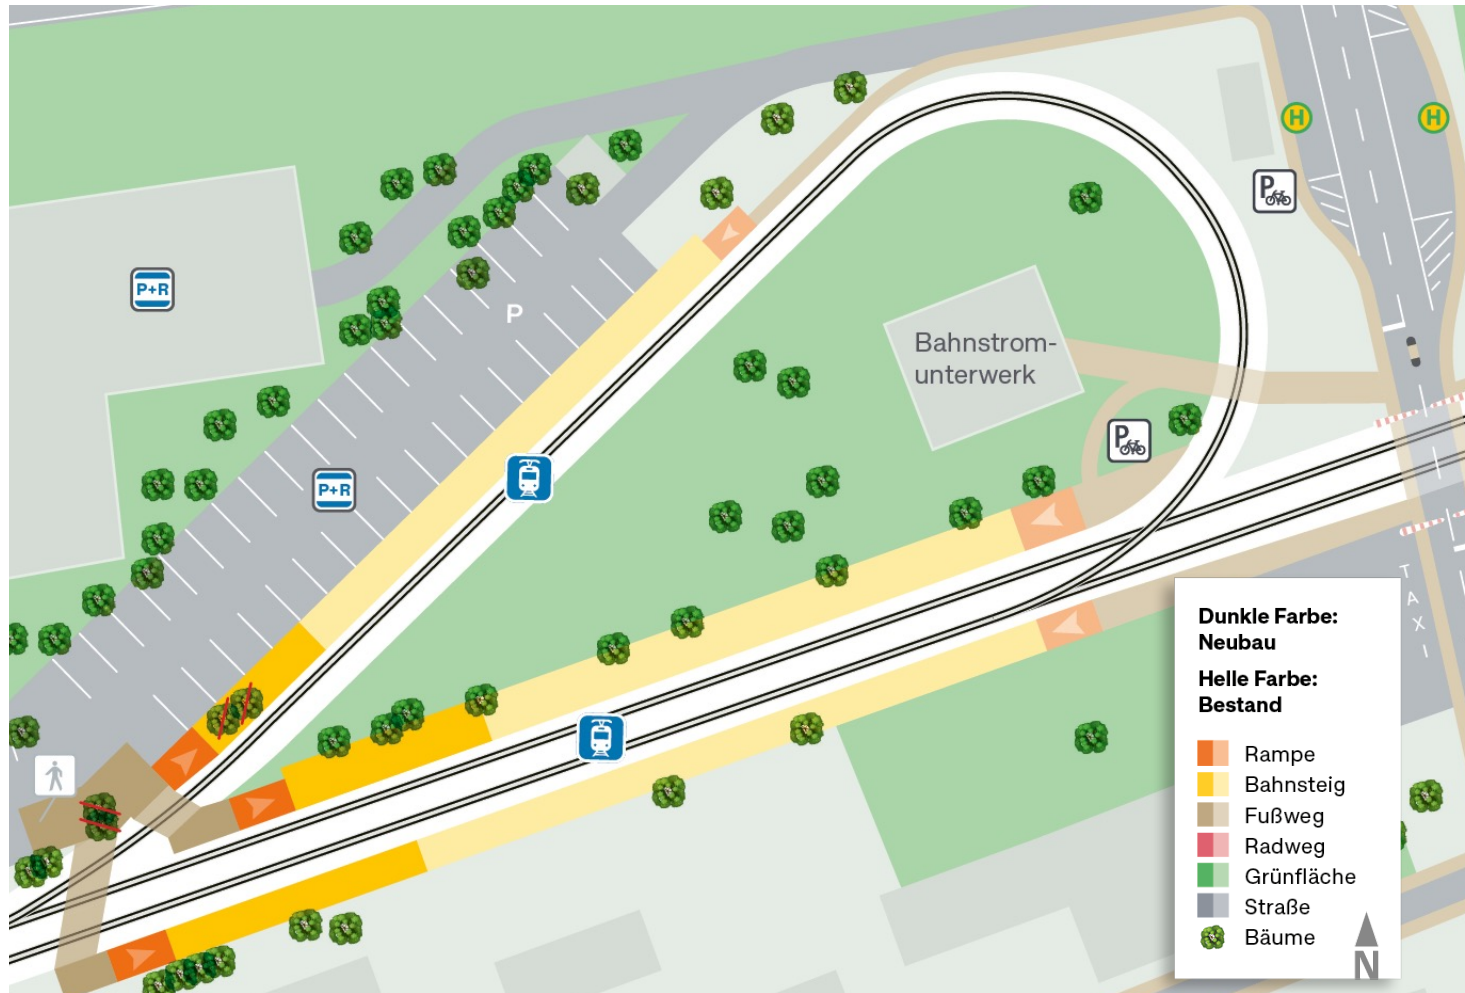 H
H
P
P+R
P
Bahnstrom-
unterwerk
P
P+R
TAXI
Dunkle Farbe:
Neubau
Helle Farbe:
Bestand
Rampe
Bahnsteig
Fußweg
Radweg
Grünfläche
Straße
Bäume
N